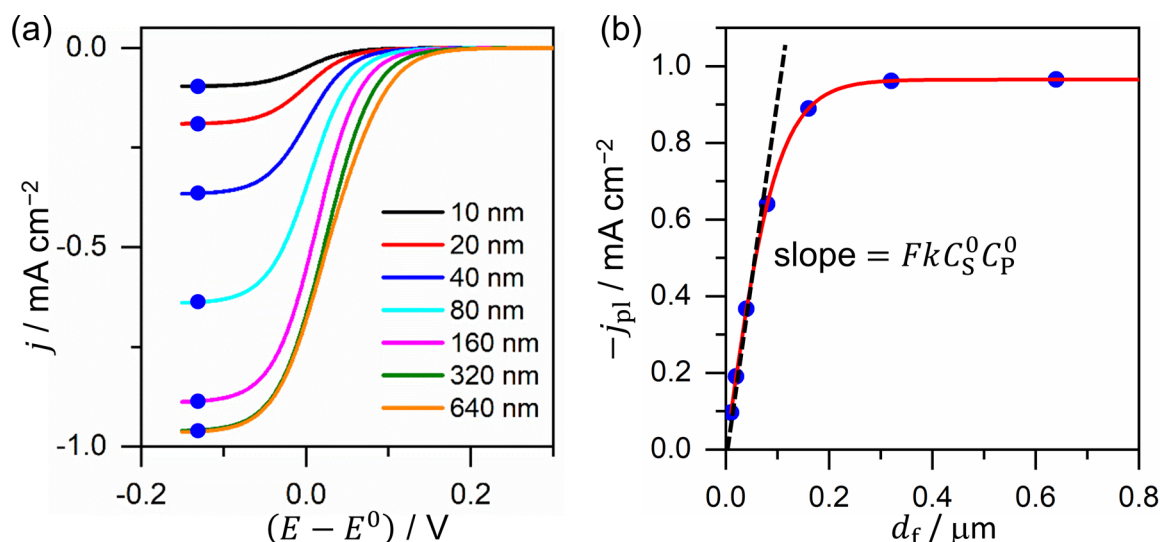 (a)
0.0
-0.5
-1.0
j / mA cm⁻²
10 nm
20 nm
40 nm
80 nm
160 nm
320 nm
640 nm
-0.2
0.0
0.2
(E − E⁰) / V
(b)
1.0
0.8
0.6
0.4
0.2
0.0
−j_pl / mA cm⁻²
slope = FkC_S⁰C_P⁰
0.0
0.2
0.4
0.6
0.8
d_f / μm